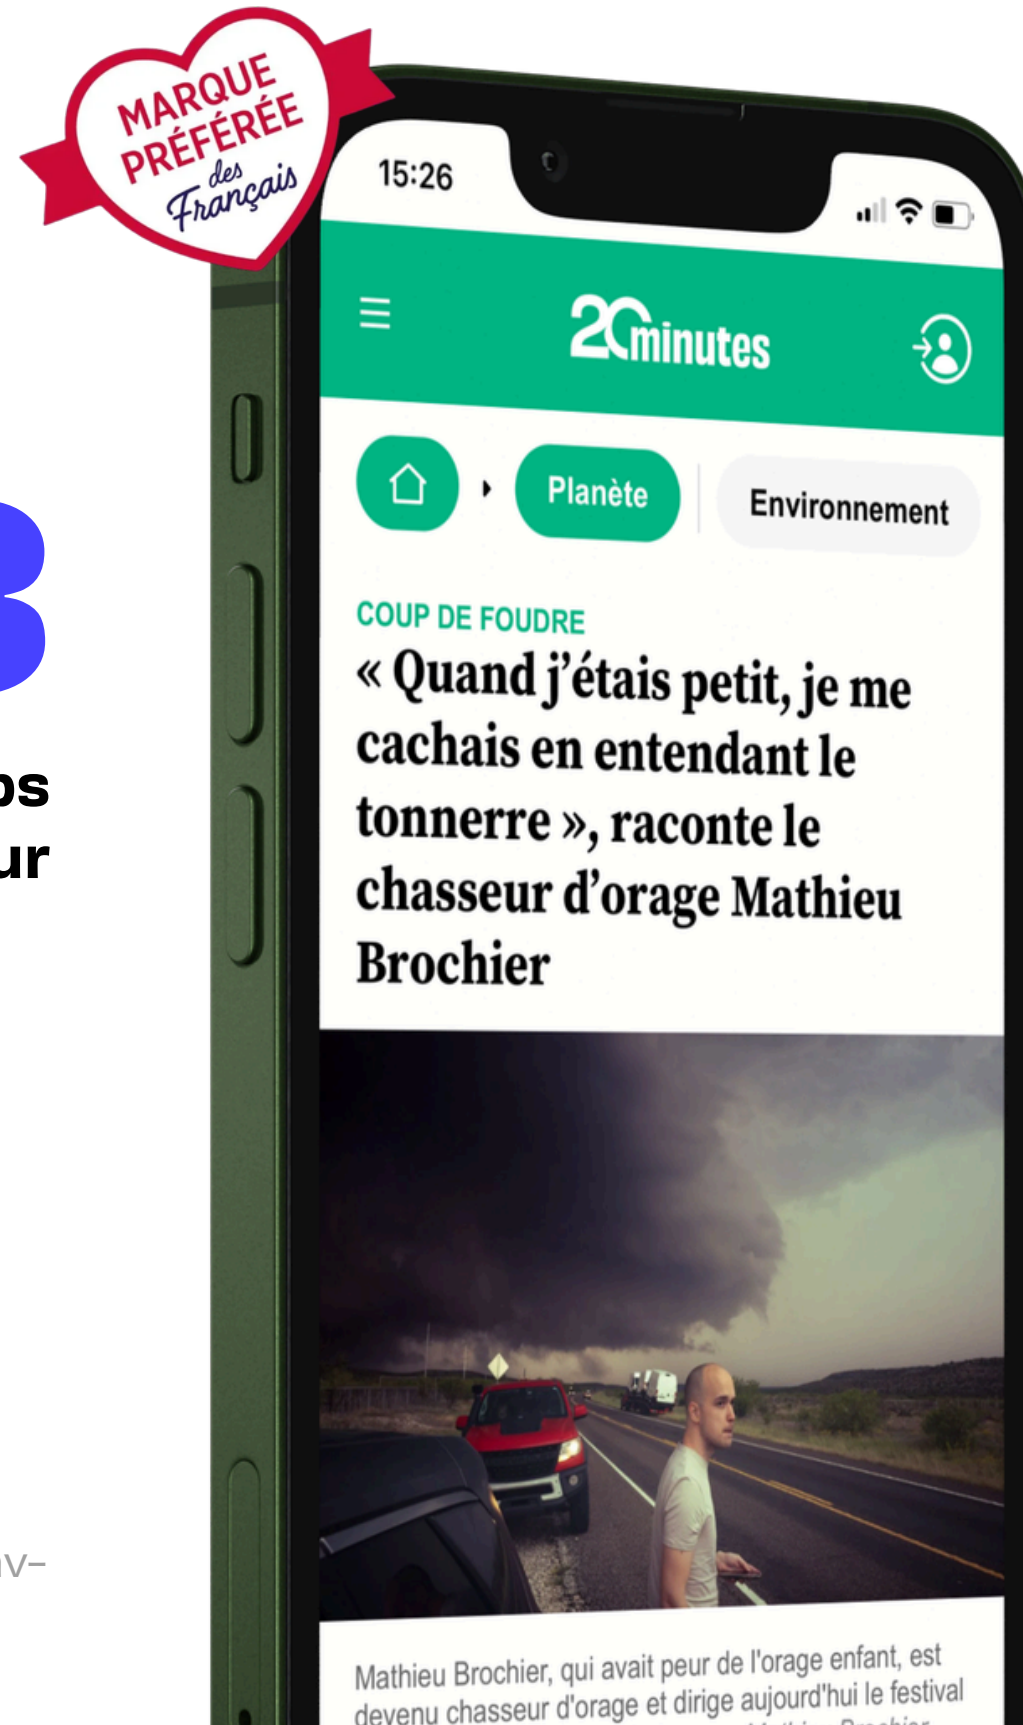 MARQUE
PRÉFÉRÉE
des
Français
15:26
20minutes
Planète
Environnement
COUP DE FOUDRE
« Quand j’étais petit, je me
cachais en entendant le
tonnerre », raconte le
chasseur d’orage Mathieu
Brochier
ur
Mathieu Brochier, qui avait peur de l'orage enfant, est
devenu chasseur d'orage et dirige aujourd'hui le festival